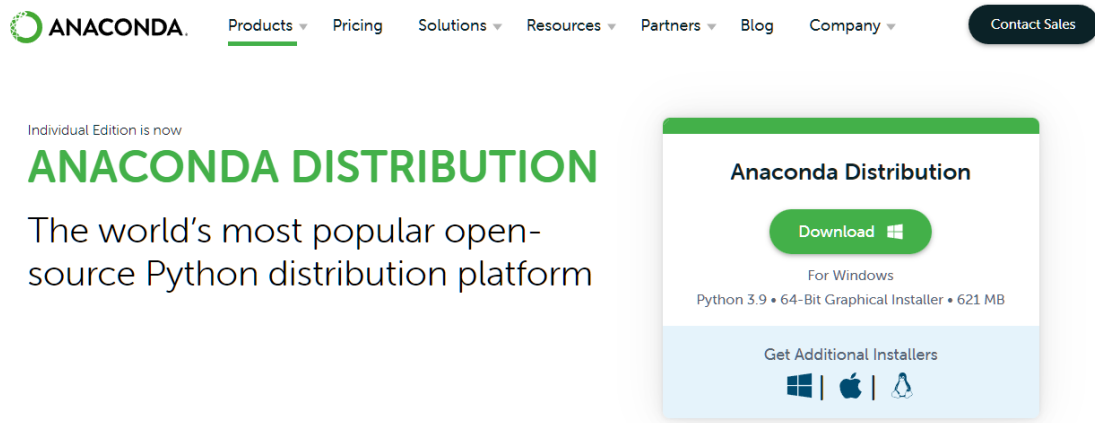 ANACONDA.
Products Pricing Solutions Resources Partners Blog Company Contact Sales
Individual Edition is now
ANACONDA DISTRIBUTION
The world's most popular open-
source Python distribution platform
Anaconda Distribution
Download
For Windows
Python 3.9 • 64-Bit Graphical Installer • 621 MB
Get Additional Installers